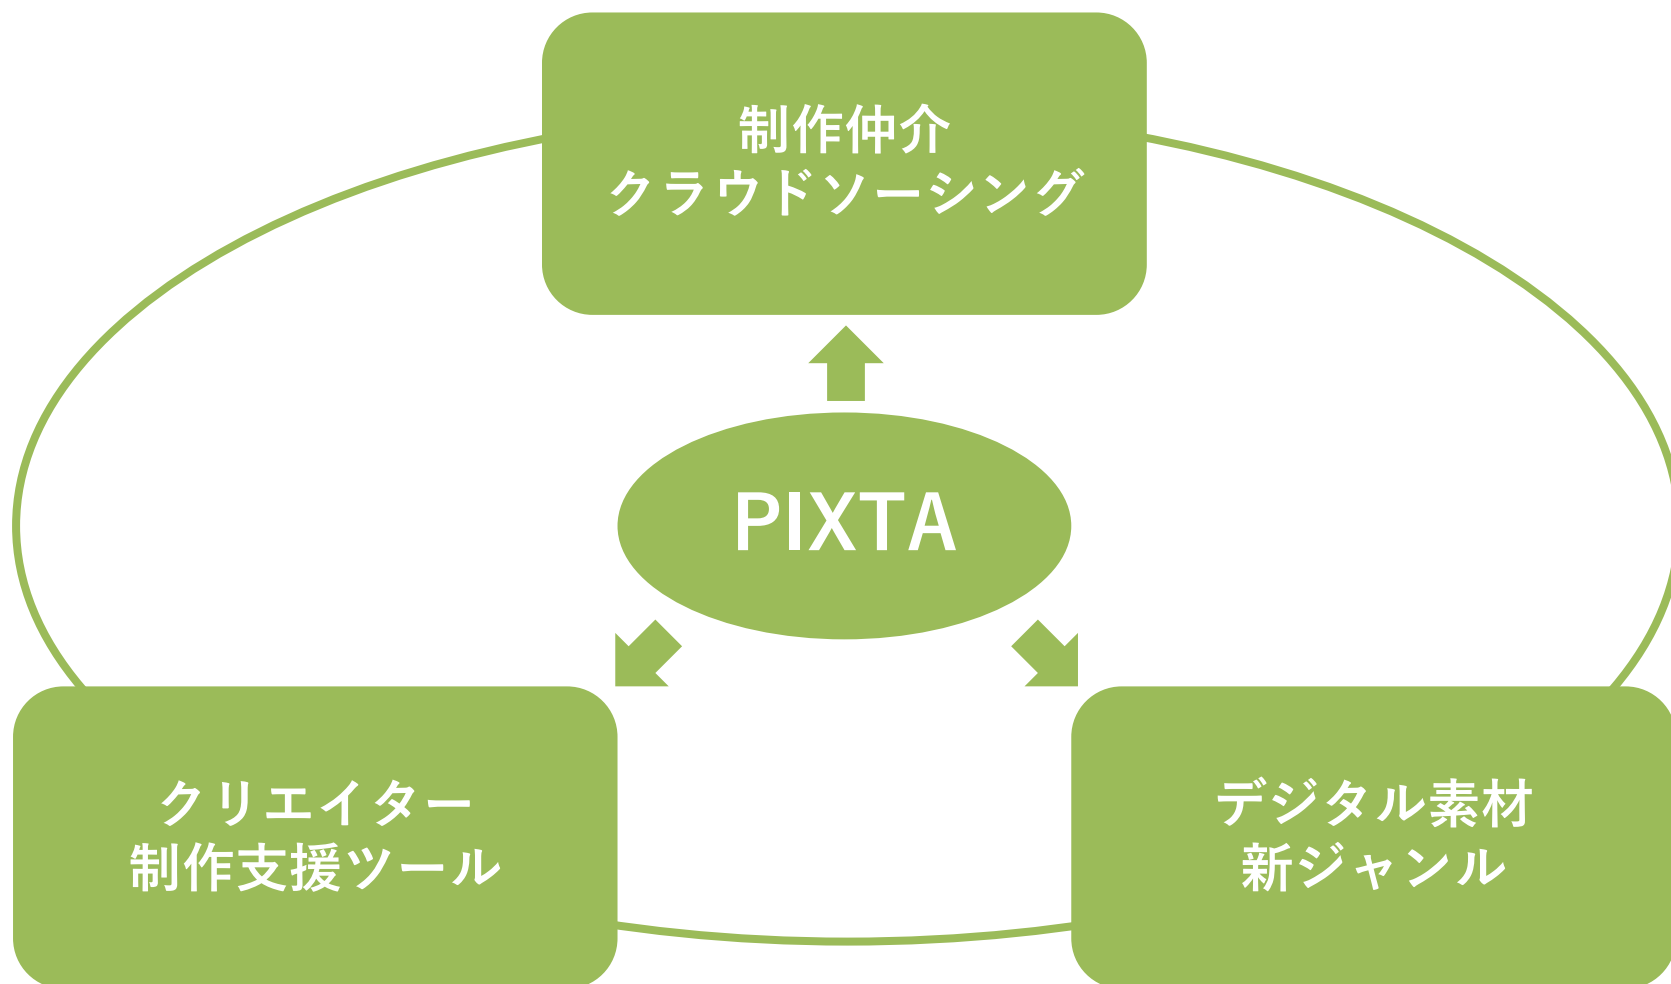 制作仲介
クラウドソーシング
PIXTA
クリエイター
制作支援ツール
デジタル素材
新ジャンル